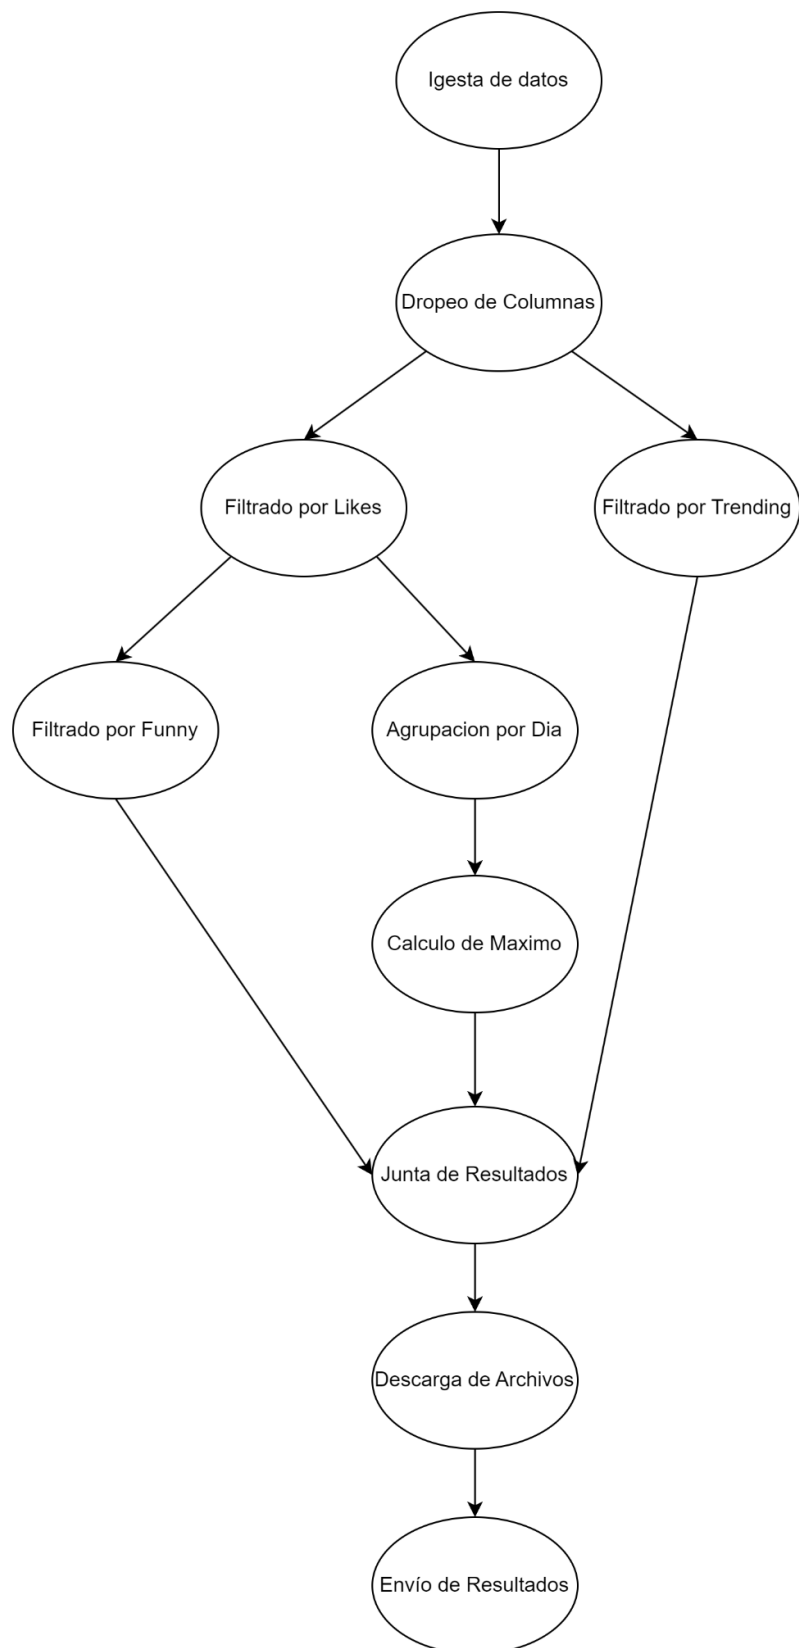 Igesta de datos
Dropeo de Columnas
Filtrado por Likes
Filtrado por Trending
Filtrado por Funny
Agrupacion por Dia
Calculo de Maximo
Junta de Resultados
Descarga de Archivos
Envío de Resultados